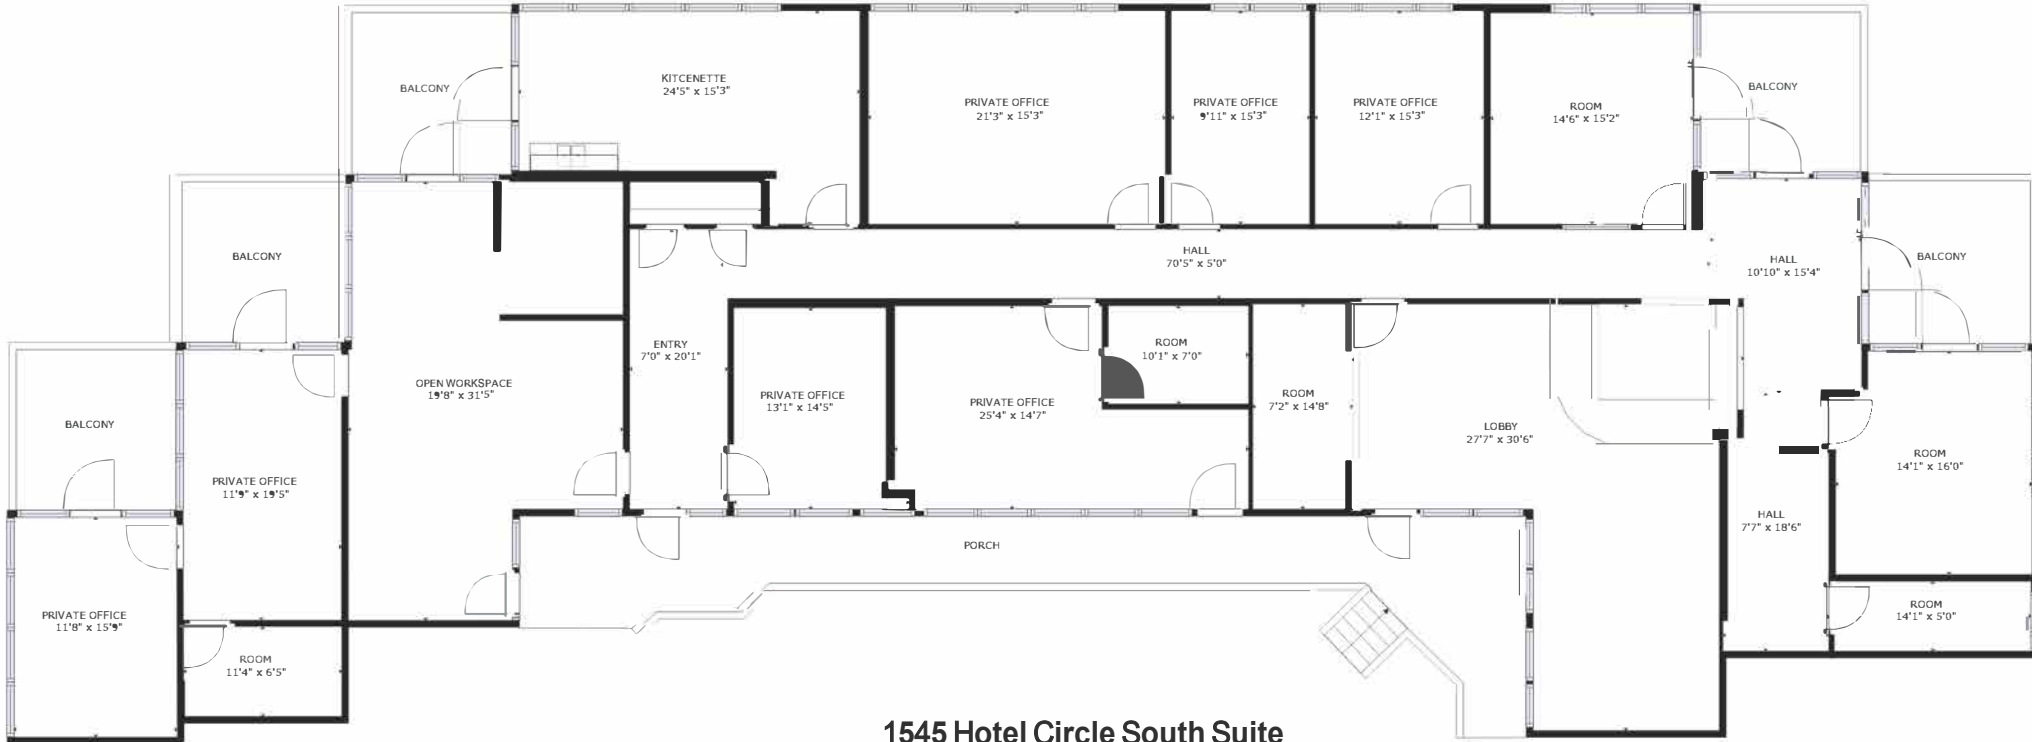 KITCENETTE
24'5" x 15'3"
BALCONY
PRIVATE OFFICE
21'3" x 15'3"
PRIVATE OFFICE
9'11" x 15'3"
PRIVATE OFFICE
12'1" x 15'3"
ROOM
14'6" x 15'2"
BALCONY
BALCONY
HALL
70'5" x 5'0"
HALL
10'10" x 15'4"
BALCONY
ENTRY
7'0" x 20'1"
ROOM
10'1" x 7'0"
OPEN WORKSPACE
19'8" x 31'5"
PRIVATE OFFICE
13'1" x 14'5"
PRIVATE OFFICE
25'4" x 14'7"
ROOM
7'2" x 14'8"
BALCONY
LOBBY
27'7" x 30'6"
ROOM
14'1" x 16'0"
PRIVATE OFFICE
11'9" x 19'5"
HALL
7'7" x 18'6"
PORCH
PRIVATE OFFICE
11'8" x 15'9"
ROOM
14'1" x 5'0"
ROOM
11'4" x 6'5"
1545 Hotel Circle South Suite